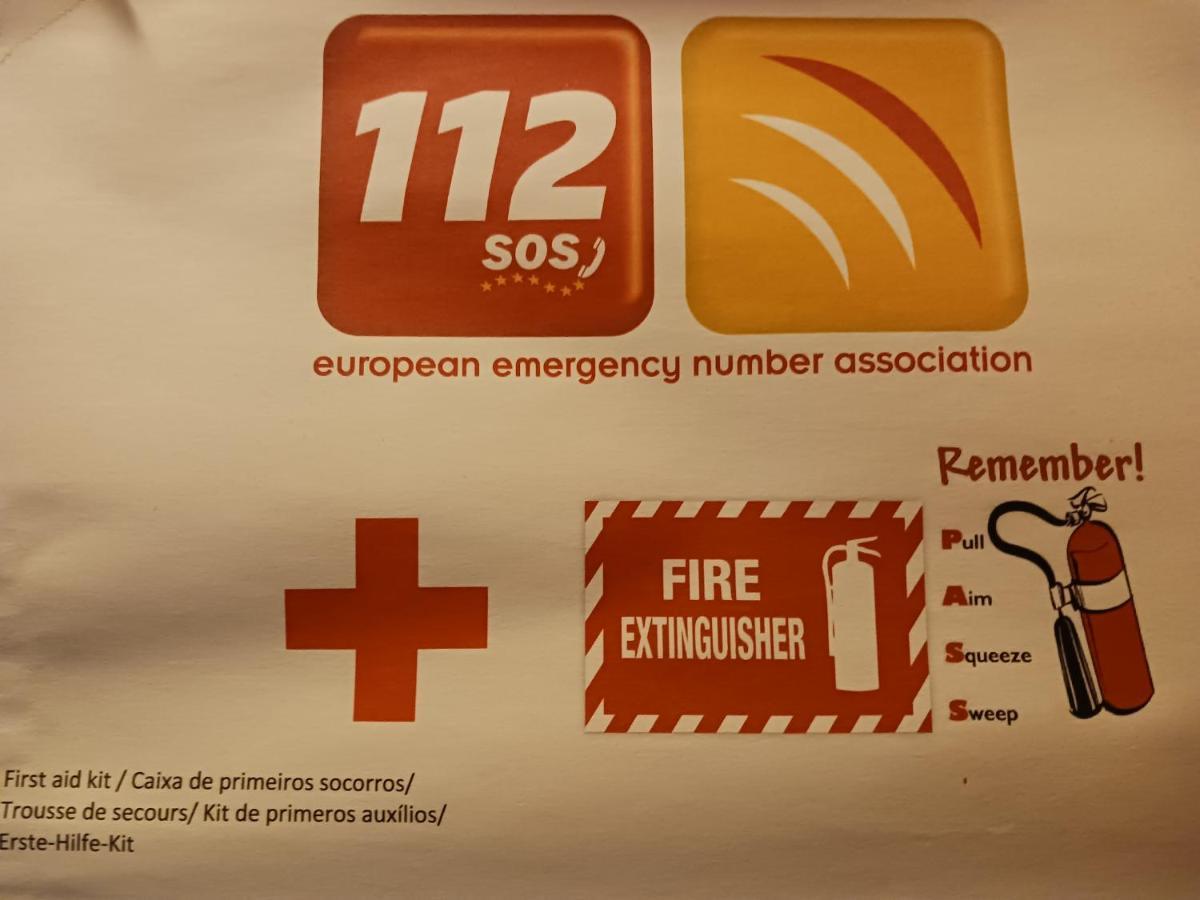 112
SOS
european emergency number association
Remember!
FIRE
EXTINGUISHER
Pull
Aim
Squeeze
Sweep
First aid kit / Caixa de primeiros socorros/
Trousse de secours/ Kit de primeros auxílios/
Erste-Hilfe-Kit